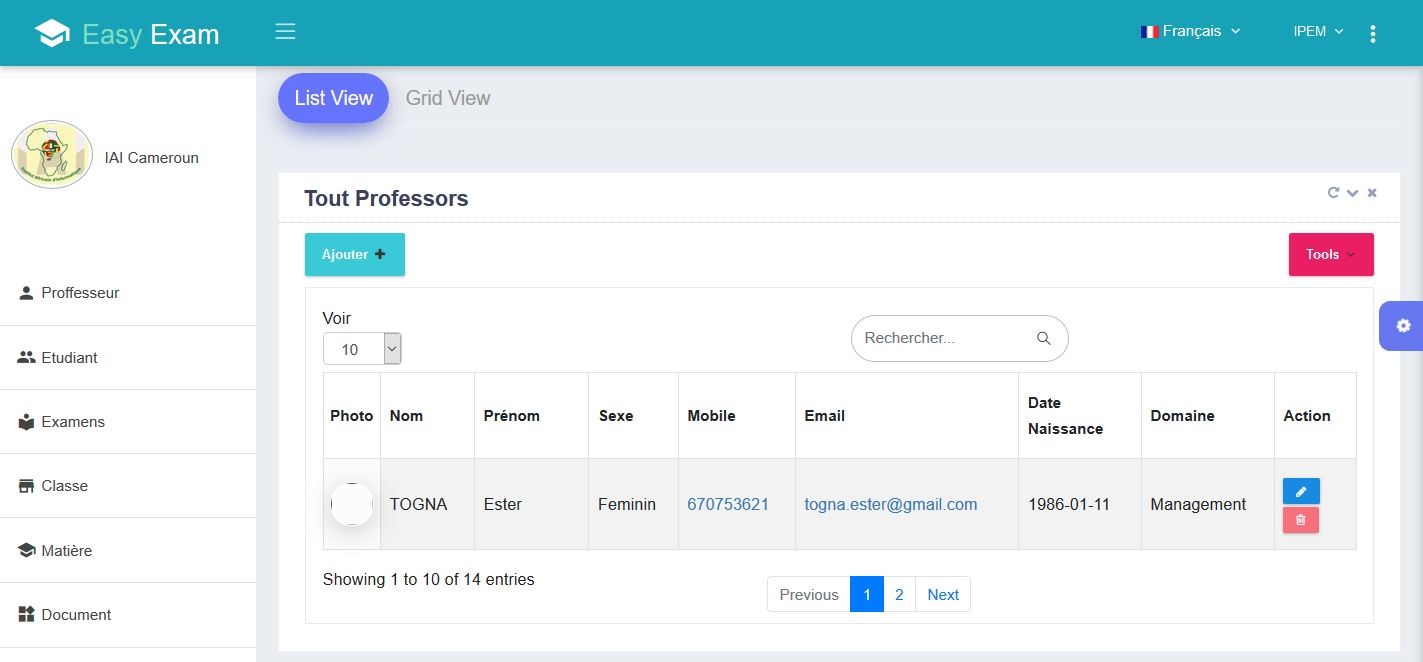 Easy Exam
Français
IPEM
List View
Grid View
IAI Cameroun
Tout Professors
Ajouter
Tools
Proffesseur
Etudiant
Examens
Classe
Matière
Document
Voir
10
Rechercher...
Photo Nom Prénom Sexe Mobile Email Date Naissance Domaine Action
TOGNA Ester Feminin 670753621 togna.ester@gmail.com 1986-01-11 Management
Showing 1 to 10 of 14 entries
Previous 1 2 Next